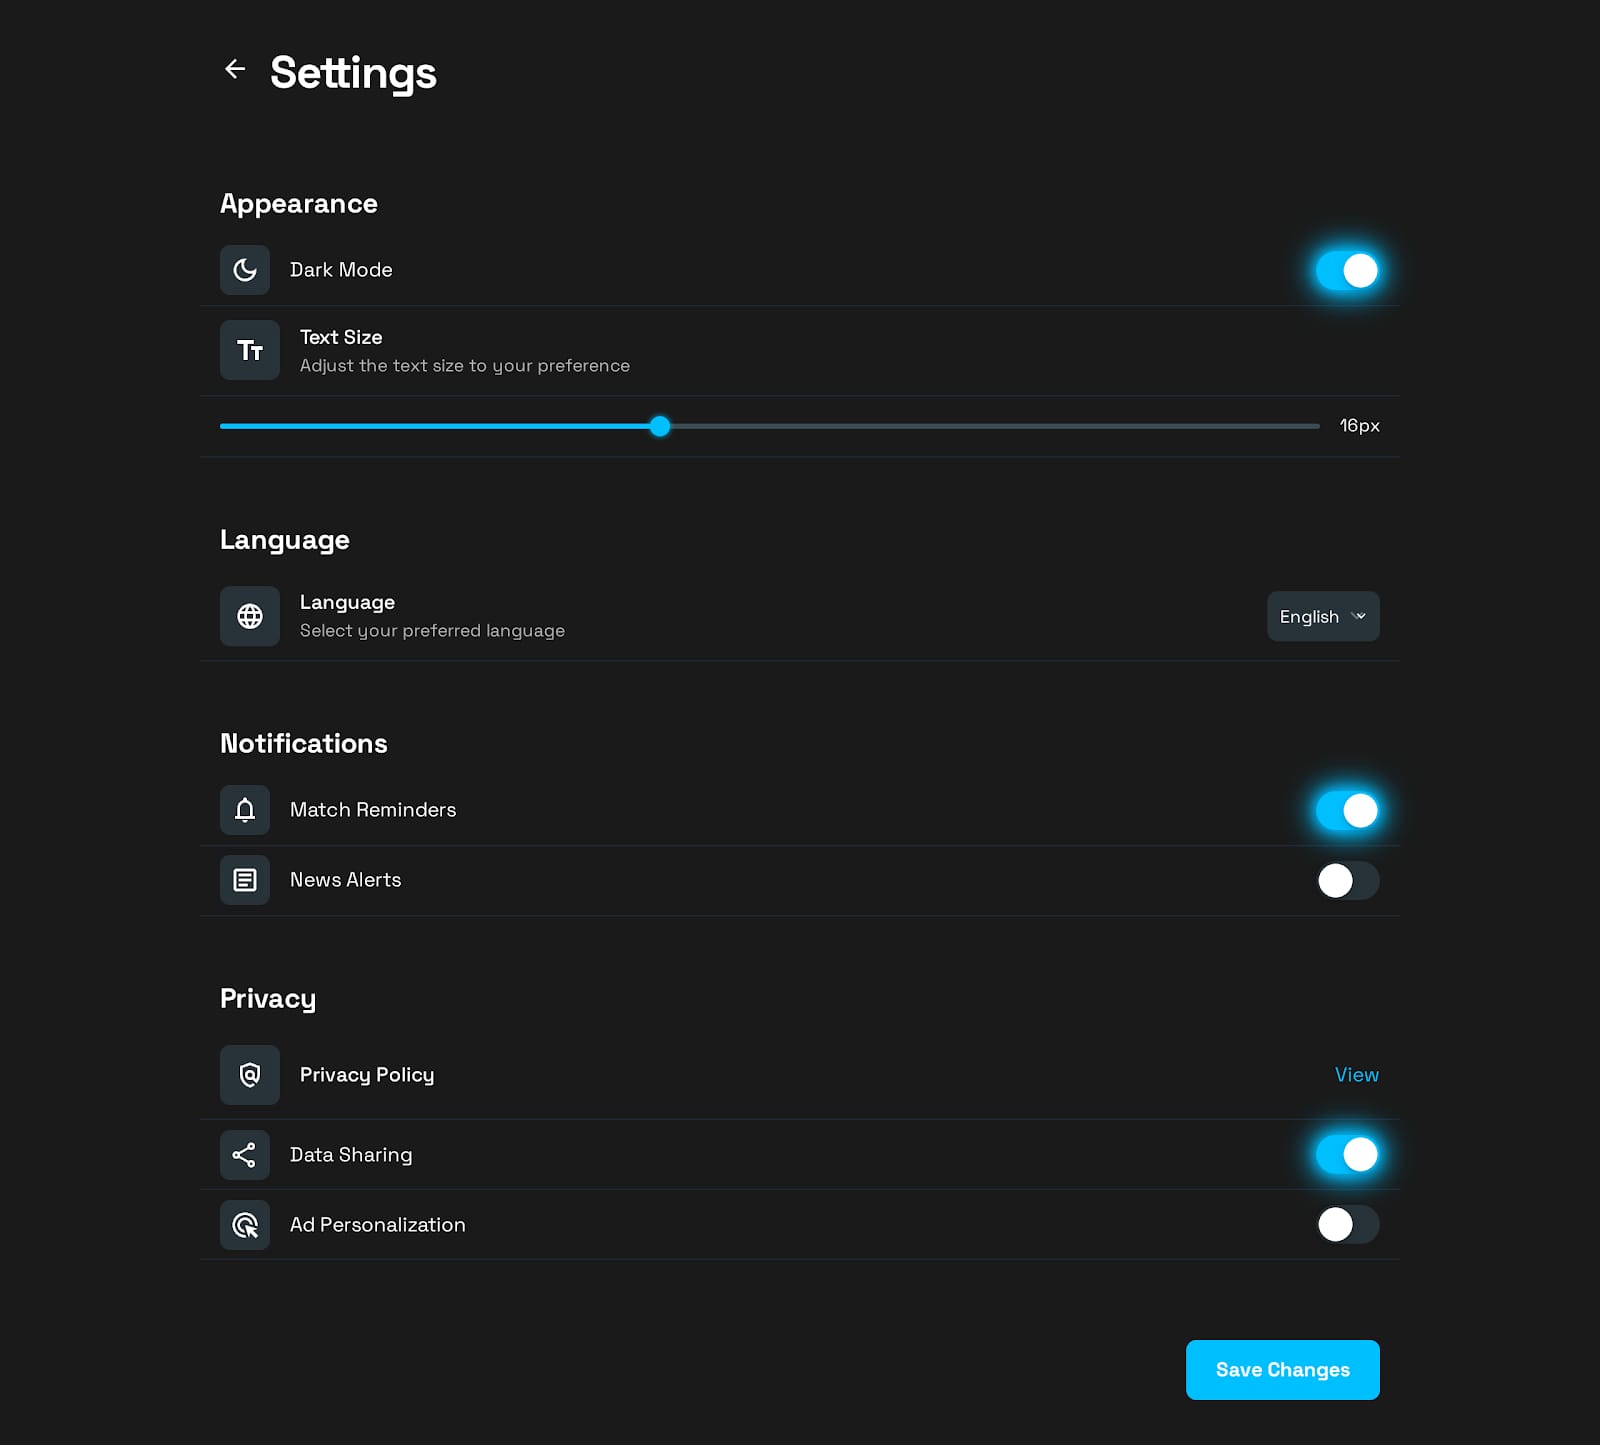 Settings
Appearance
Dark Mode
Text Size
Adjust the text size to your preference
16px
Language
Language
Select your preferred language
English
Notifications
Match Reminders
News Alerts
Privacy
Privacy Policy
View
Data Sharing
Ad Personalization
Save Changes